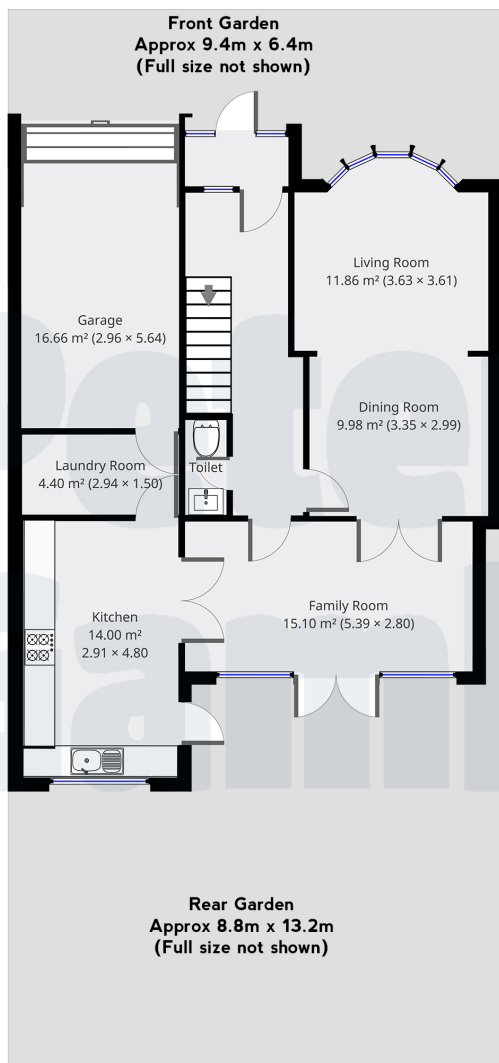 Front Garden
Approx 9.4m x 6.4m
(Full size not shown)
Living Room
11.86 m² (3.63 × 3.61)
Garage
16.66 m² (2.96 × 5.64)
Dining Room
9.98 m² (3.35 × 2.99)
Laundry Room
4.40 m² (2.94 × 1.50)
Toilet
Family Room
15.10 m² (5.39 × 2.80)
Kitchen
14.00 m²
2.91 × 4.80
Rear Garden
Approx 8.8m x 13.2m
(Full size not shown)